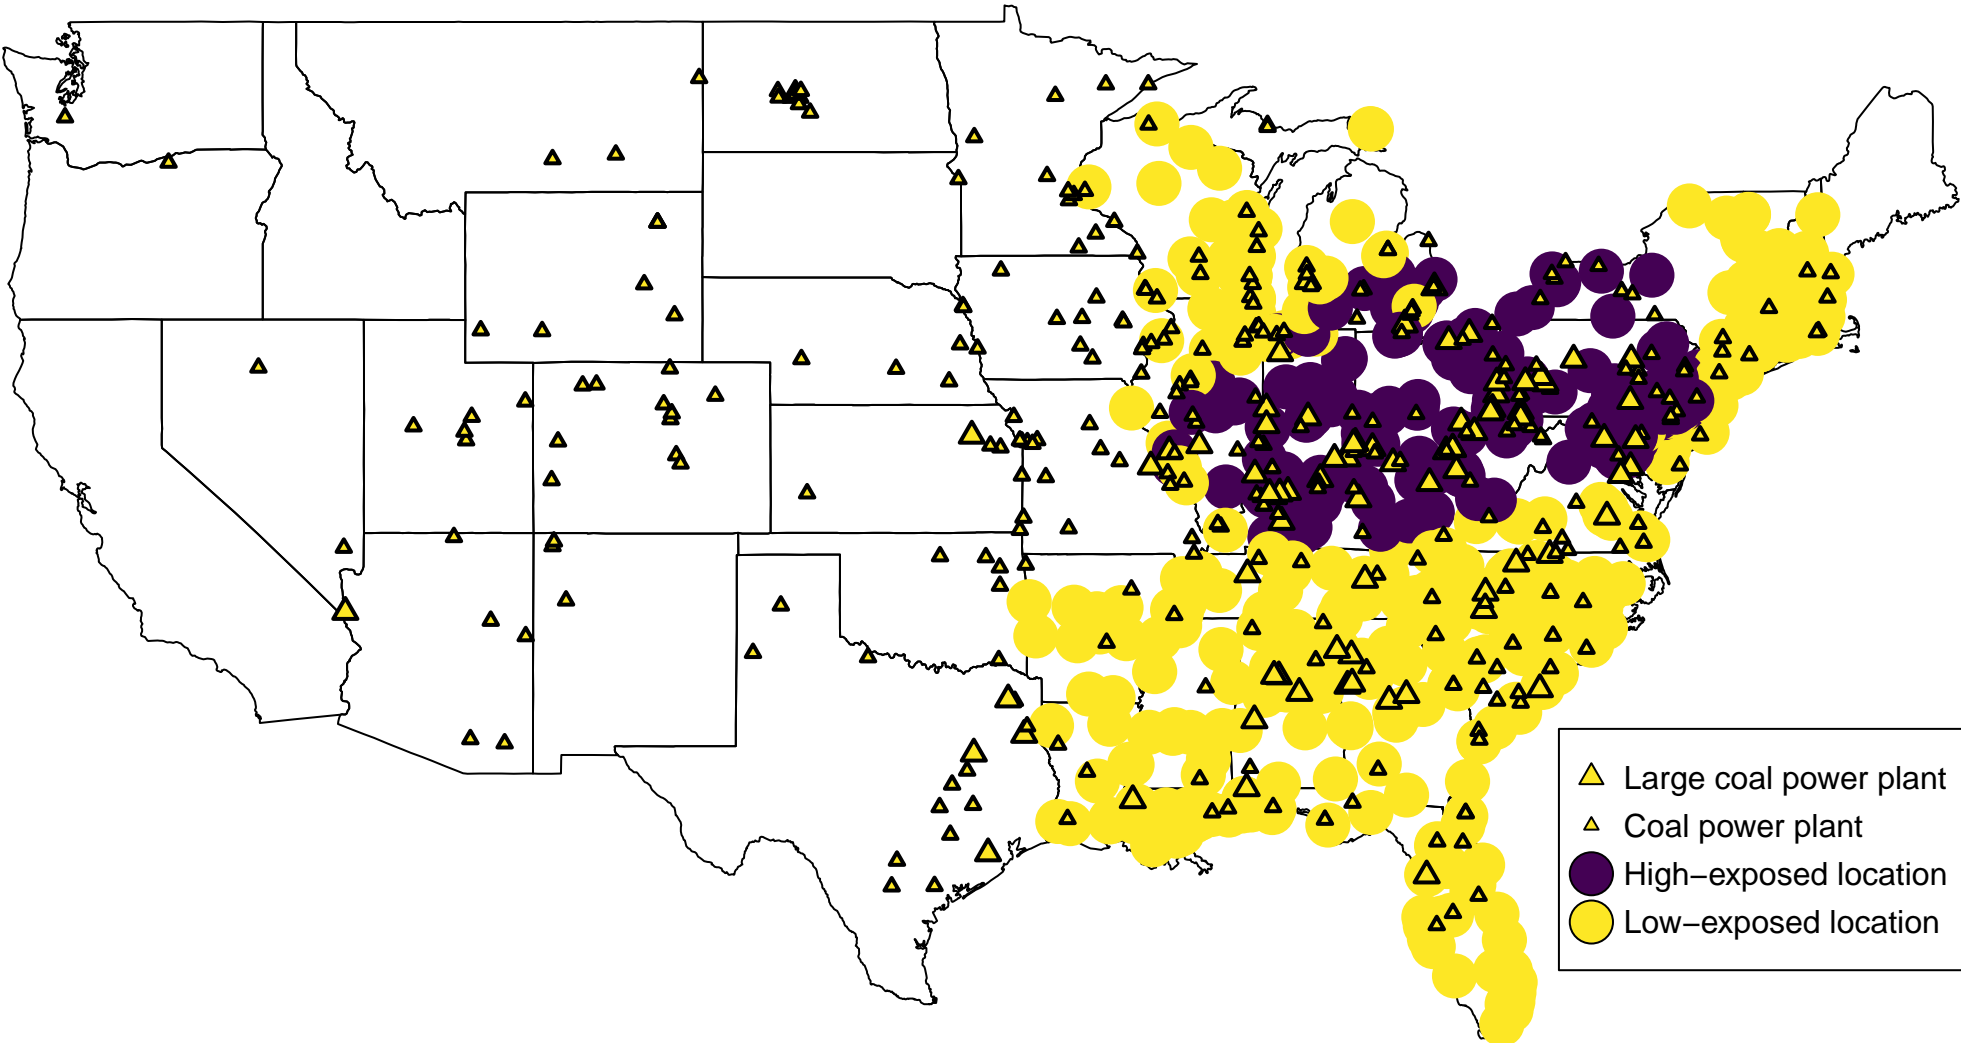 Large coal power plant
Coal power plant
High−exposed location
Low−exposed location